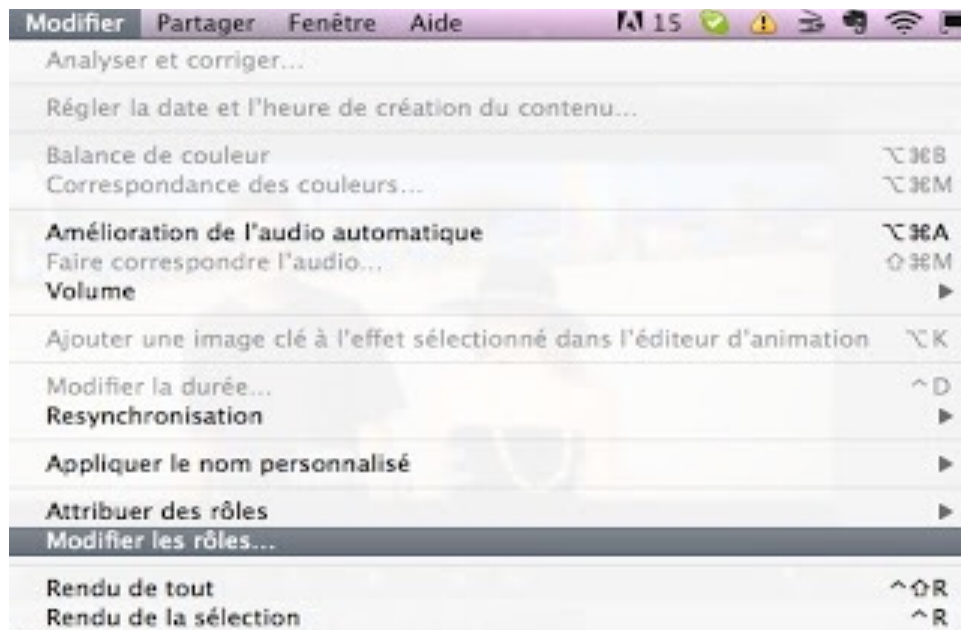 Modifier Partager Fenêtre Aide 15
Analyser et corriger...
Régler la date et l'heure de création du contenu...
Balance de couleur ⌥⌘B
Correspondance des couleurs... ⌥⌘M
Amélioration de l'audio automatique ⌥⌘A
Faire correspondre l'audio... ⇧⌘M
Volume ▶
Ajouter une image clé à l'effet sélectionné dans l'éditeur d'animation ⌥K
Modifier la durée... ^D
Resynchronisation ▶
Appliquer le nom personnalisé ▶
Attribuer des rôles ▶
Modifier les rôles...
Rendu de tout ^⇧R
Rendu de la sélection ^R